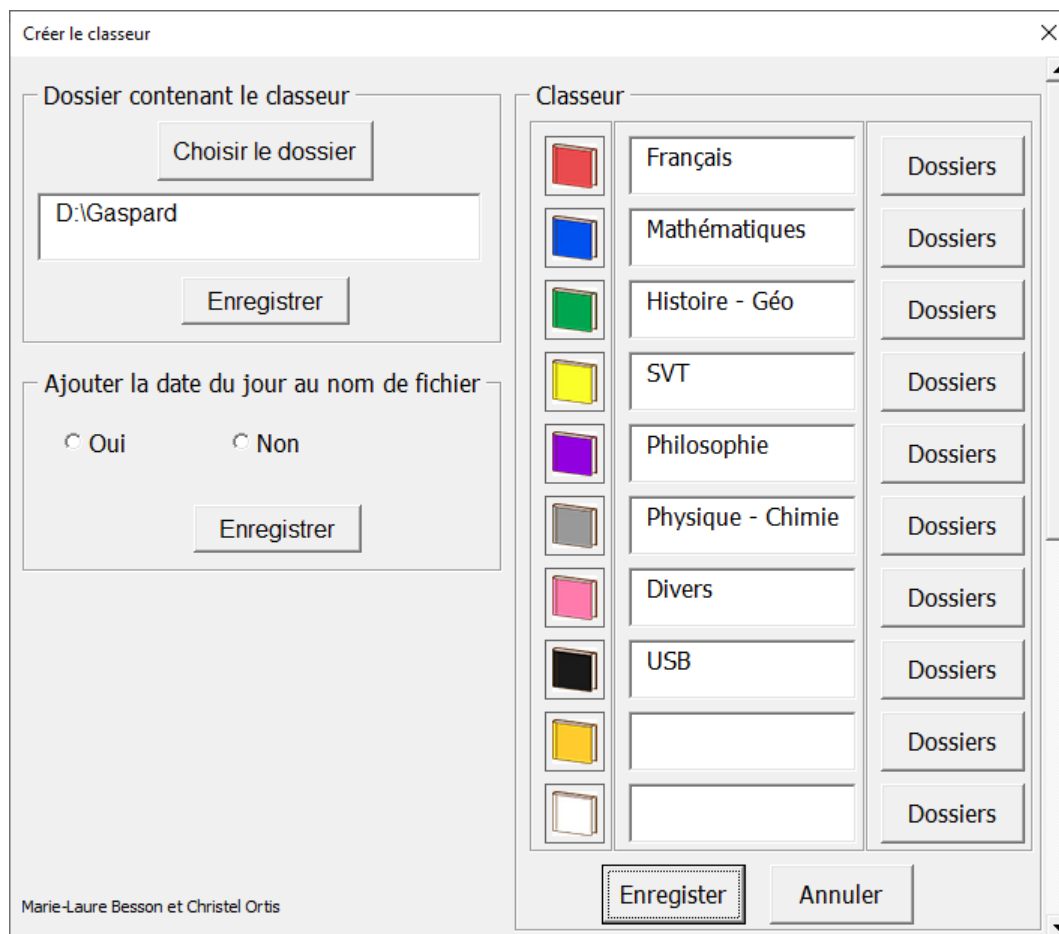 Créer le classeur
Dossier contenant le classeur
Choisir le dossier
D:\Gaspard
Enregistrer
Ajouter la date du jour au nom de fichier
Oui
Non
Enregistrer
Marie-Laure Besson et Christel Ortis
Classeur
Français
Dossiers
Mathématiques
Dossiers
Histoire - Géo
Dossiers
SVT
Dossiers
Philosophie
Dossiers
Physique - Chimie
Dossiers
Divers
Dossiers
USB
Dossiers
Dossiers
Dossiers
Enregister
Annuler